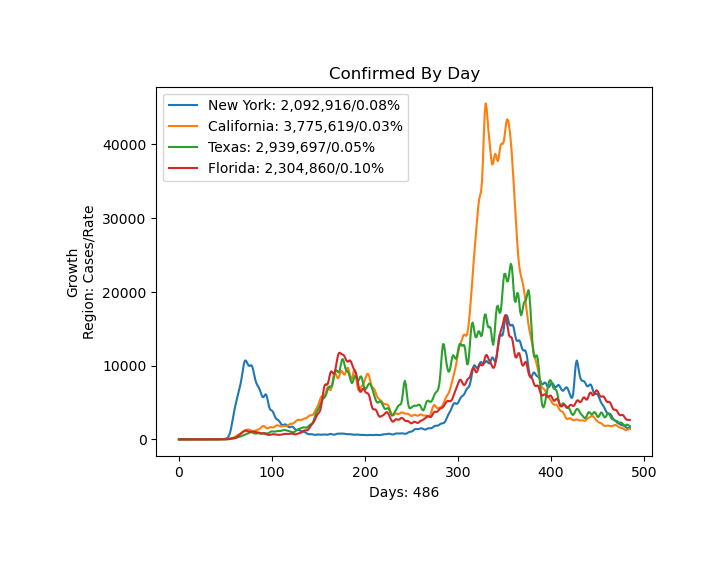 Confirmed By Day
New York: 2,092,916/0.08%
California: 3,775,619/0.03%
Texas: 2,939,697/0.05%
Florida: 2,304,860/0.10%
Growth
Region: Cases/Rate
40000
30000
20000
10000
0
0 100 200 300 400 500
Days: 486